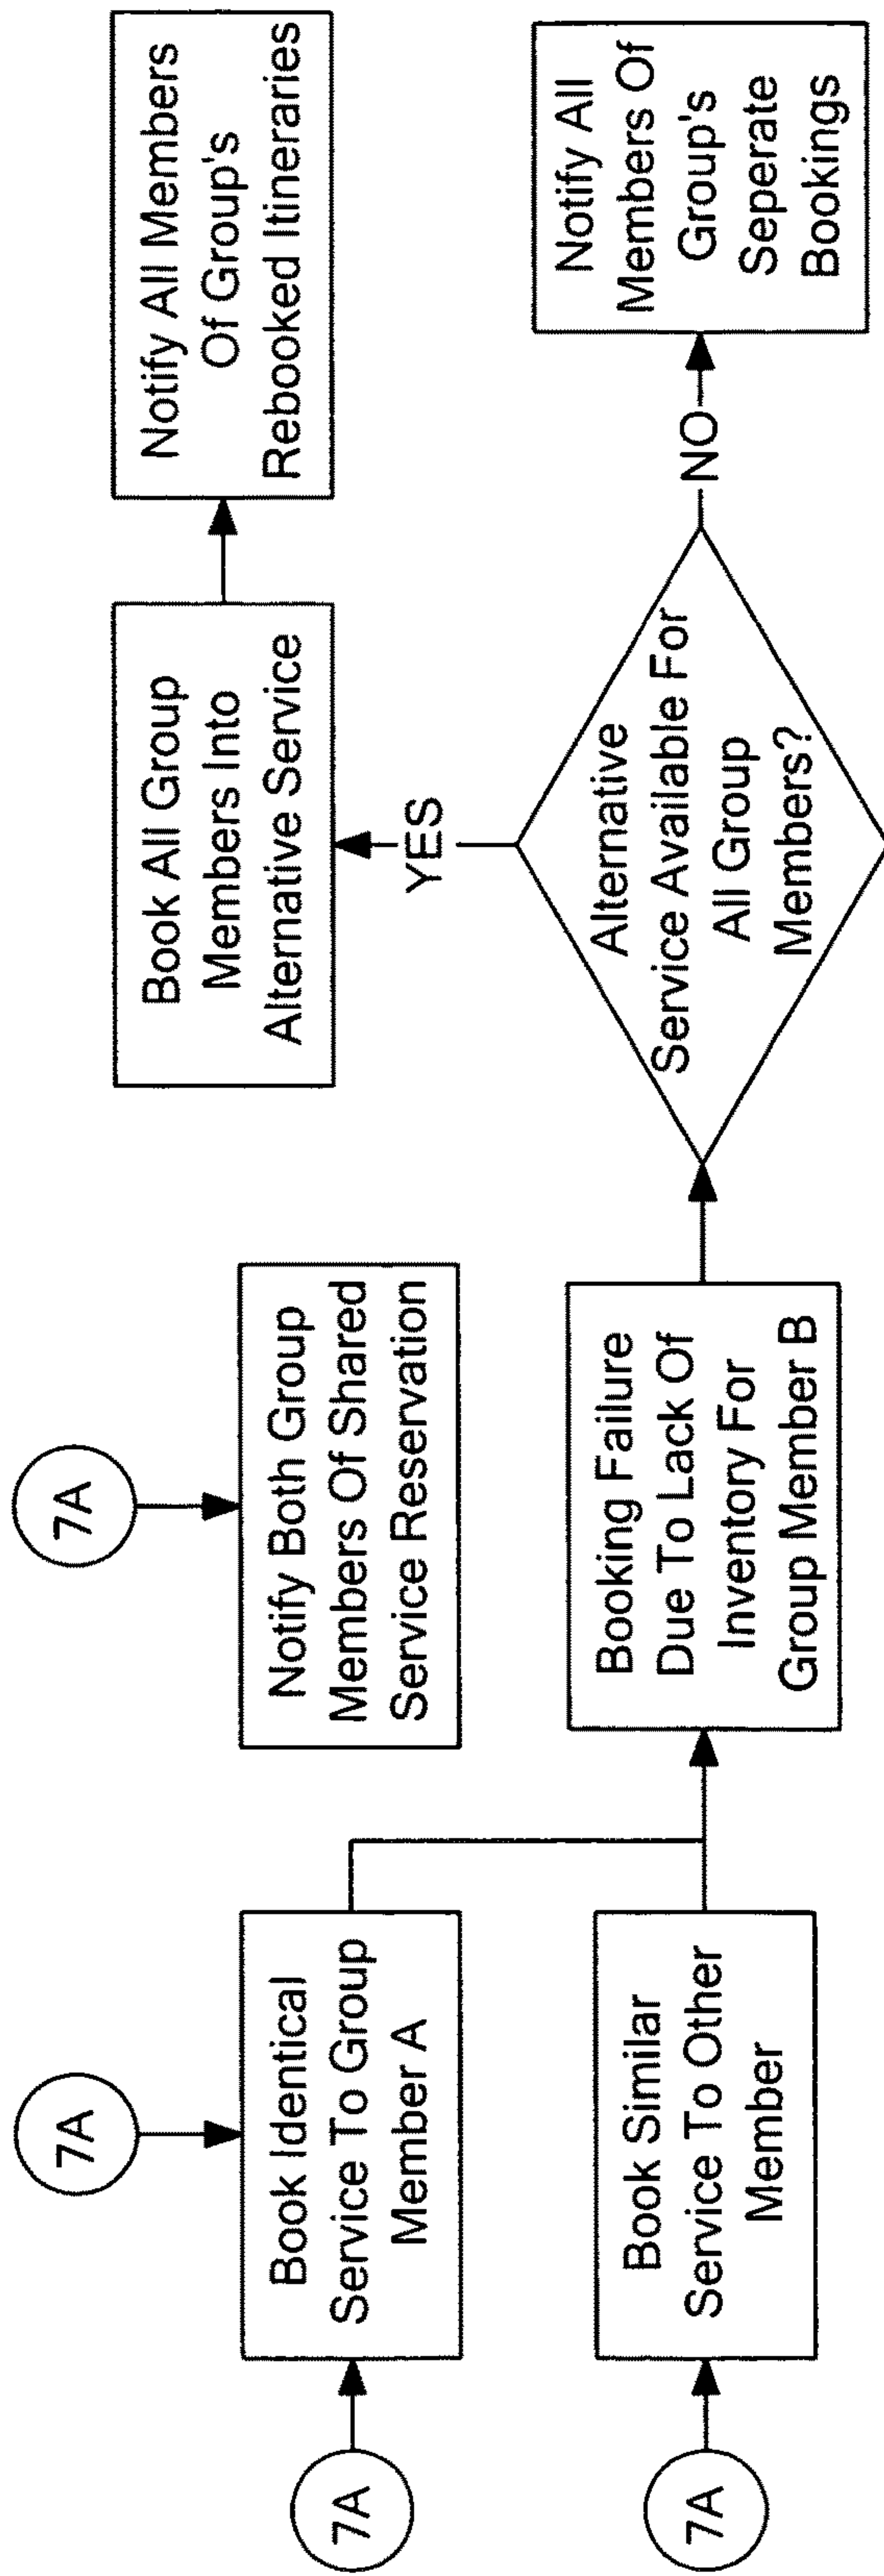 7A
7A
Book Identical
Service To Group
Member A
7A
Notify Both Group
Members Of Shared
Service Reservation
Book All Group
Members Into
Alternative Service
Notify All Members
Of Group's
Rebooked Itineraries
YES
7A
Book Similar
Service To Other
Member
Booking Failure
Due To Lack Of
Inventory For
Group Member B
Alternative
Service Available For
All Group
Members?
NO
Notify All
Members Of
Group's
Seperate
Bookings